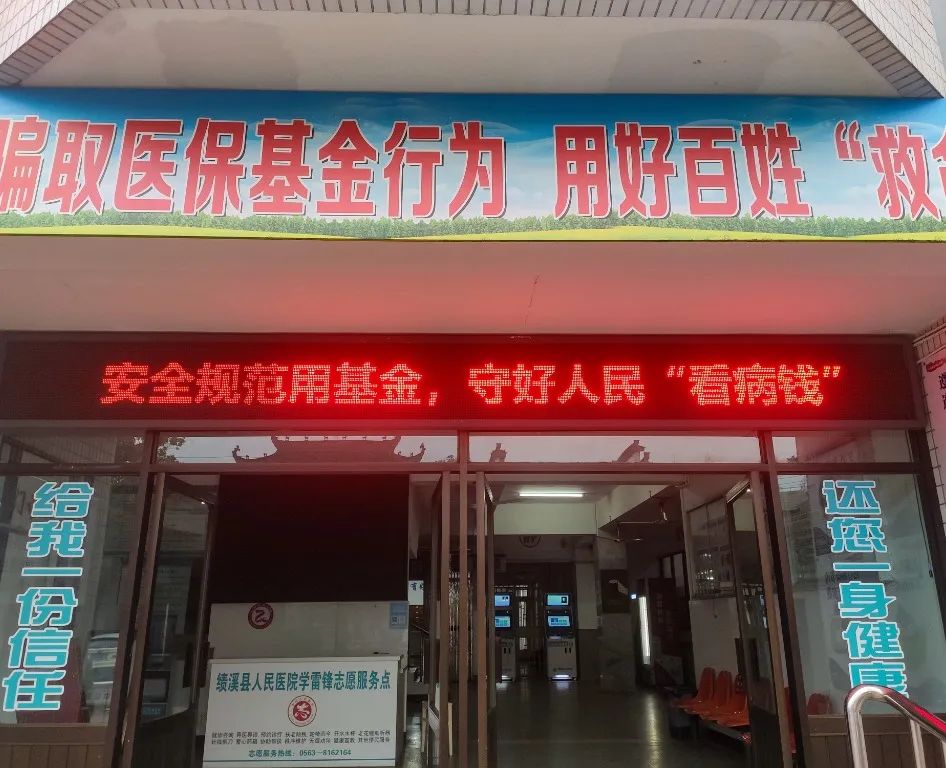 骗取医保基金行为 用好百姓“救命
安全规范用基金，守好人民“看病钱”
给我一份信任
还您一身健康
绩溪县人民医院学雷锋志愿服务点
志愿服务热线：0563-8162164